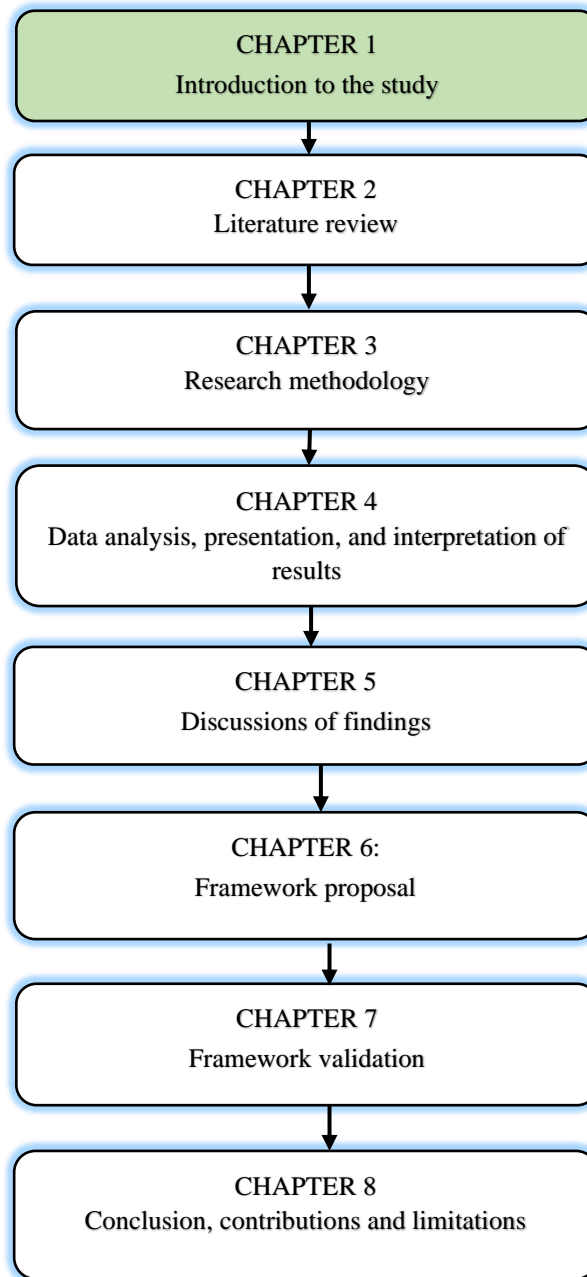 CHAPTER 1
Introduction to the study
CHAPTER 2
Literature review
CHAPTER 3
Research methodology
CHAPTER 4
Data analysis, presentation, and interpretation of
results
CHAPTER 5
Discussions of findings
CHAPTER 6:
Framework proposal
CHAPTER 7
Framework validation
CHAPTER 8
Conclusion, contributions and limitations